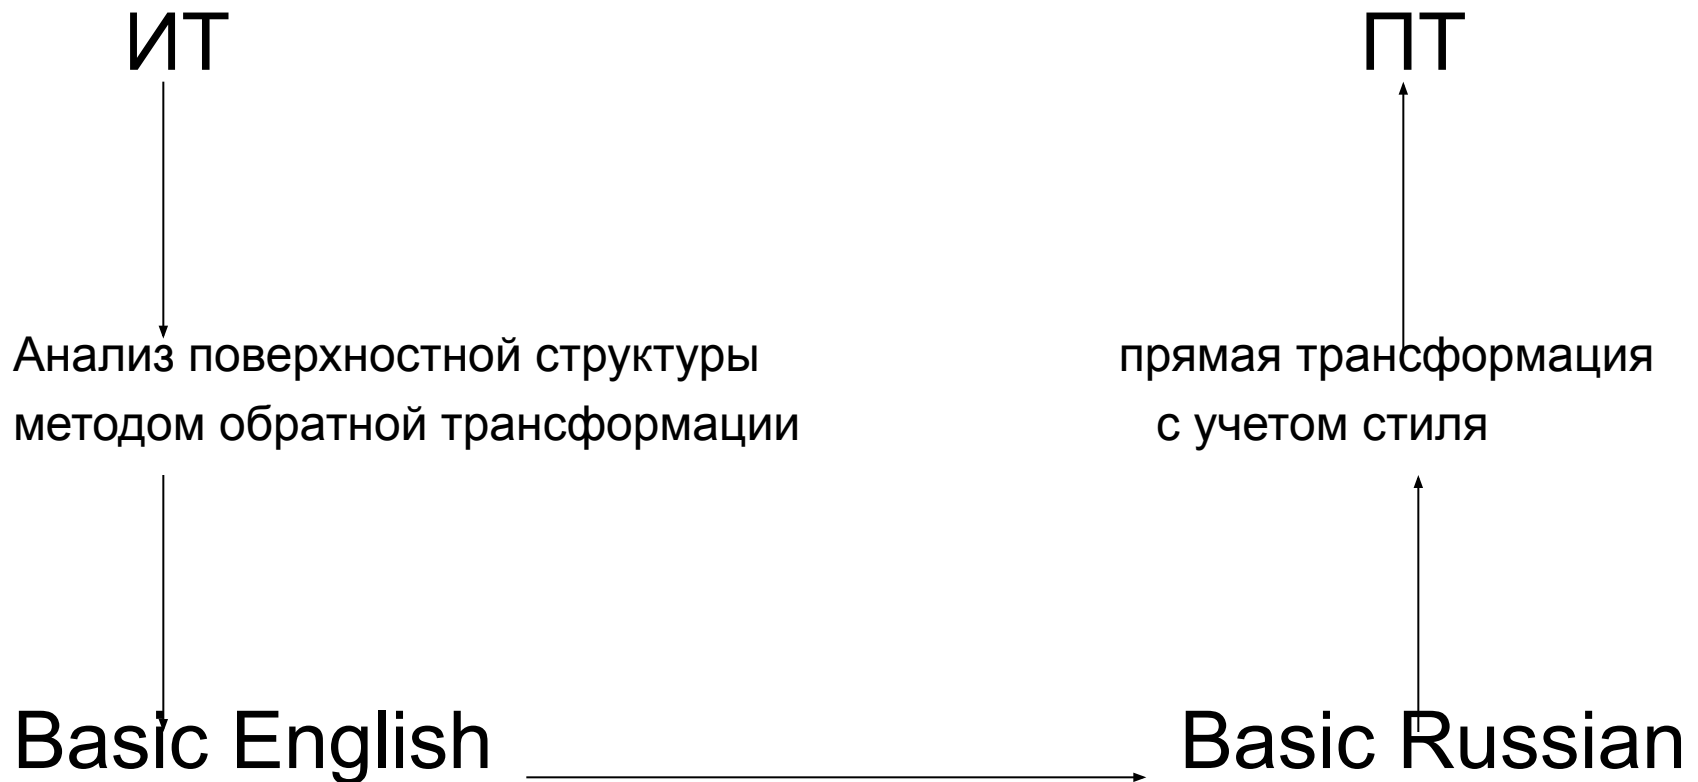 ИТ
ПТ
Анализ поверхностной структуры
методом обратной трансформации
прямая трансформация
с учетом стиля
Basic English
Basic Russian